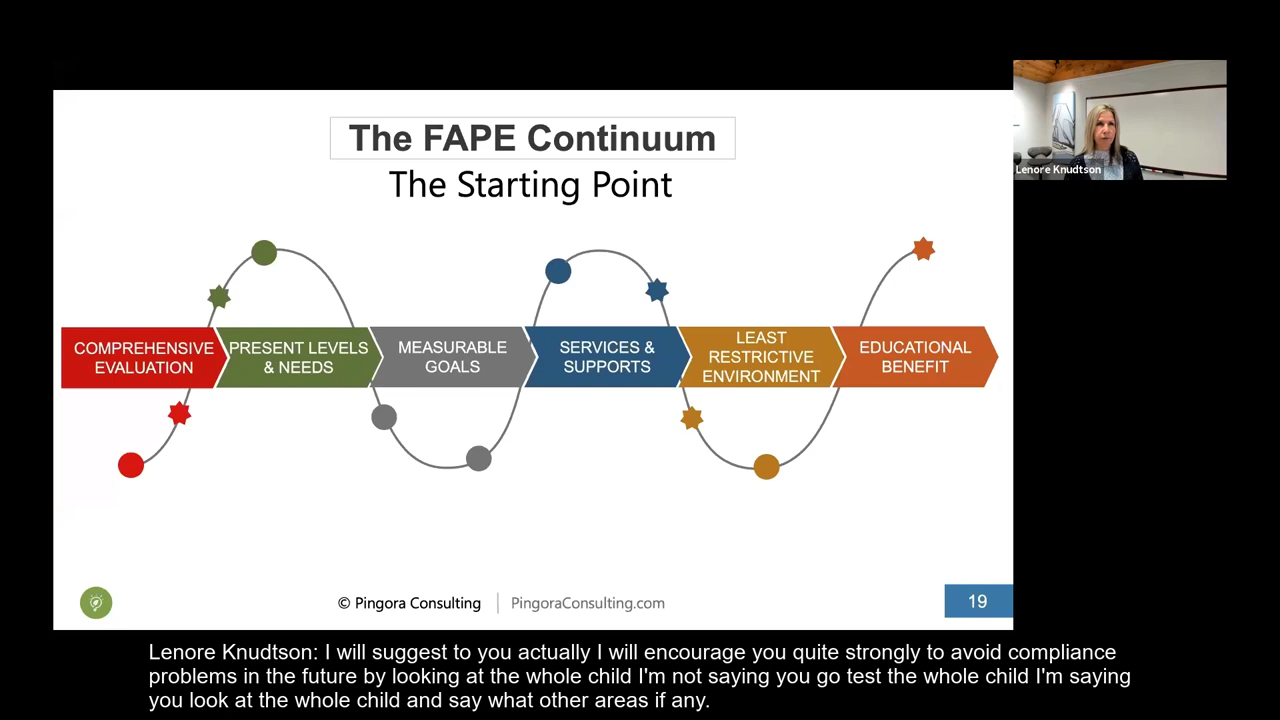 The FAPE Continuum
The Starting Point
Lenore Knudtson
COMPREHENSIVE
EVALUATION
PRESENT LEVELS
& NEEDS
MEASURABLE
GOALS
SERVICES &
SUPPORTS
LEAST
RESTRICTIVE
ENVIRONMENT
EDUCATIONAL
BENEFIT
© Pingora Consulting
PingoraConsulting.com
19
Lenore Knudtson: I will suggest to you actually I will encourage you quite strongly to avoid compliance
problems in the future by looking at the whole child I'm not saying you go test the whole child I'm saying
you look at the whole child and say what other areas if any.